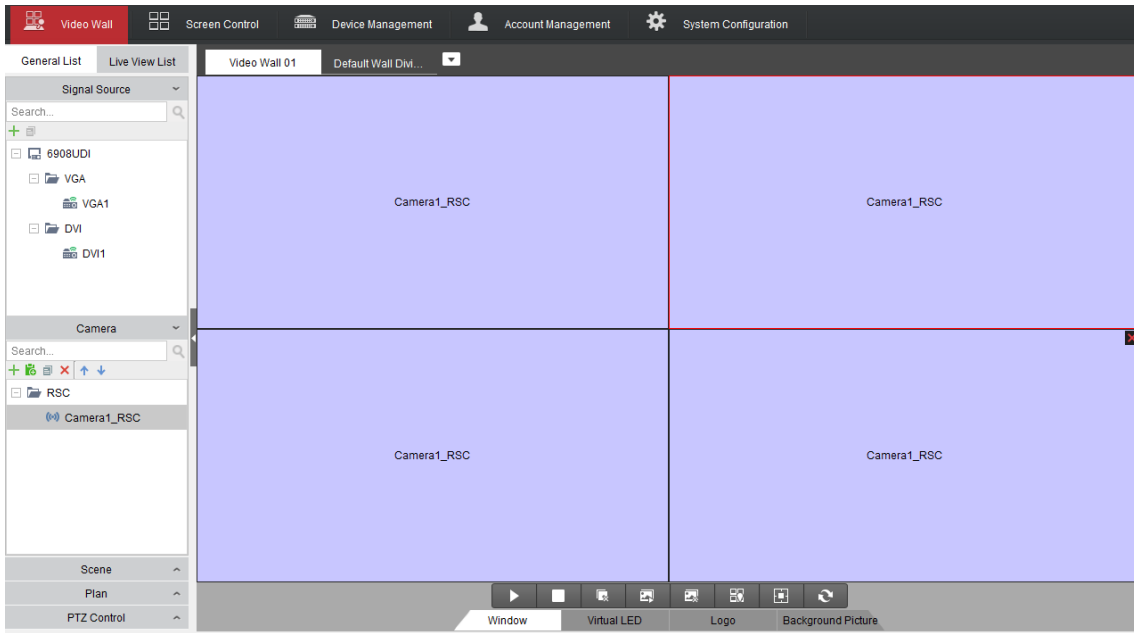 Video Wall
Screen Control
Device Management
Account Management
System Configuration
General List
Live View List
Video Wall 01
Default Wall Divi...
Signal Source
Search...
6908UDI
VGA
VGA1
DVI
DVI1
Camera1_RSC
Camera1_RSC
Camera
Search...
RSC
Camera1_RSC
Camera1_RSC
Camera1_RSC
Scene
Plan
PTZ Control
Window
Virtual LED
Logo
Background Picture